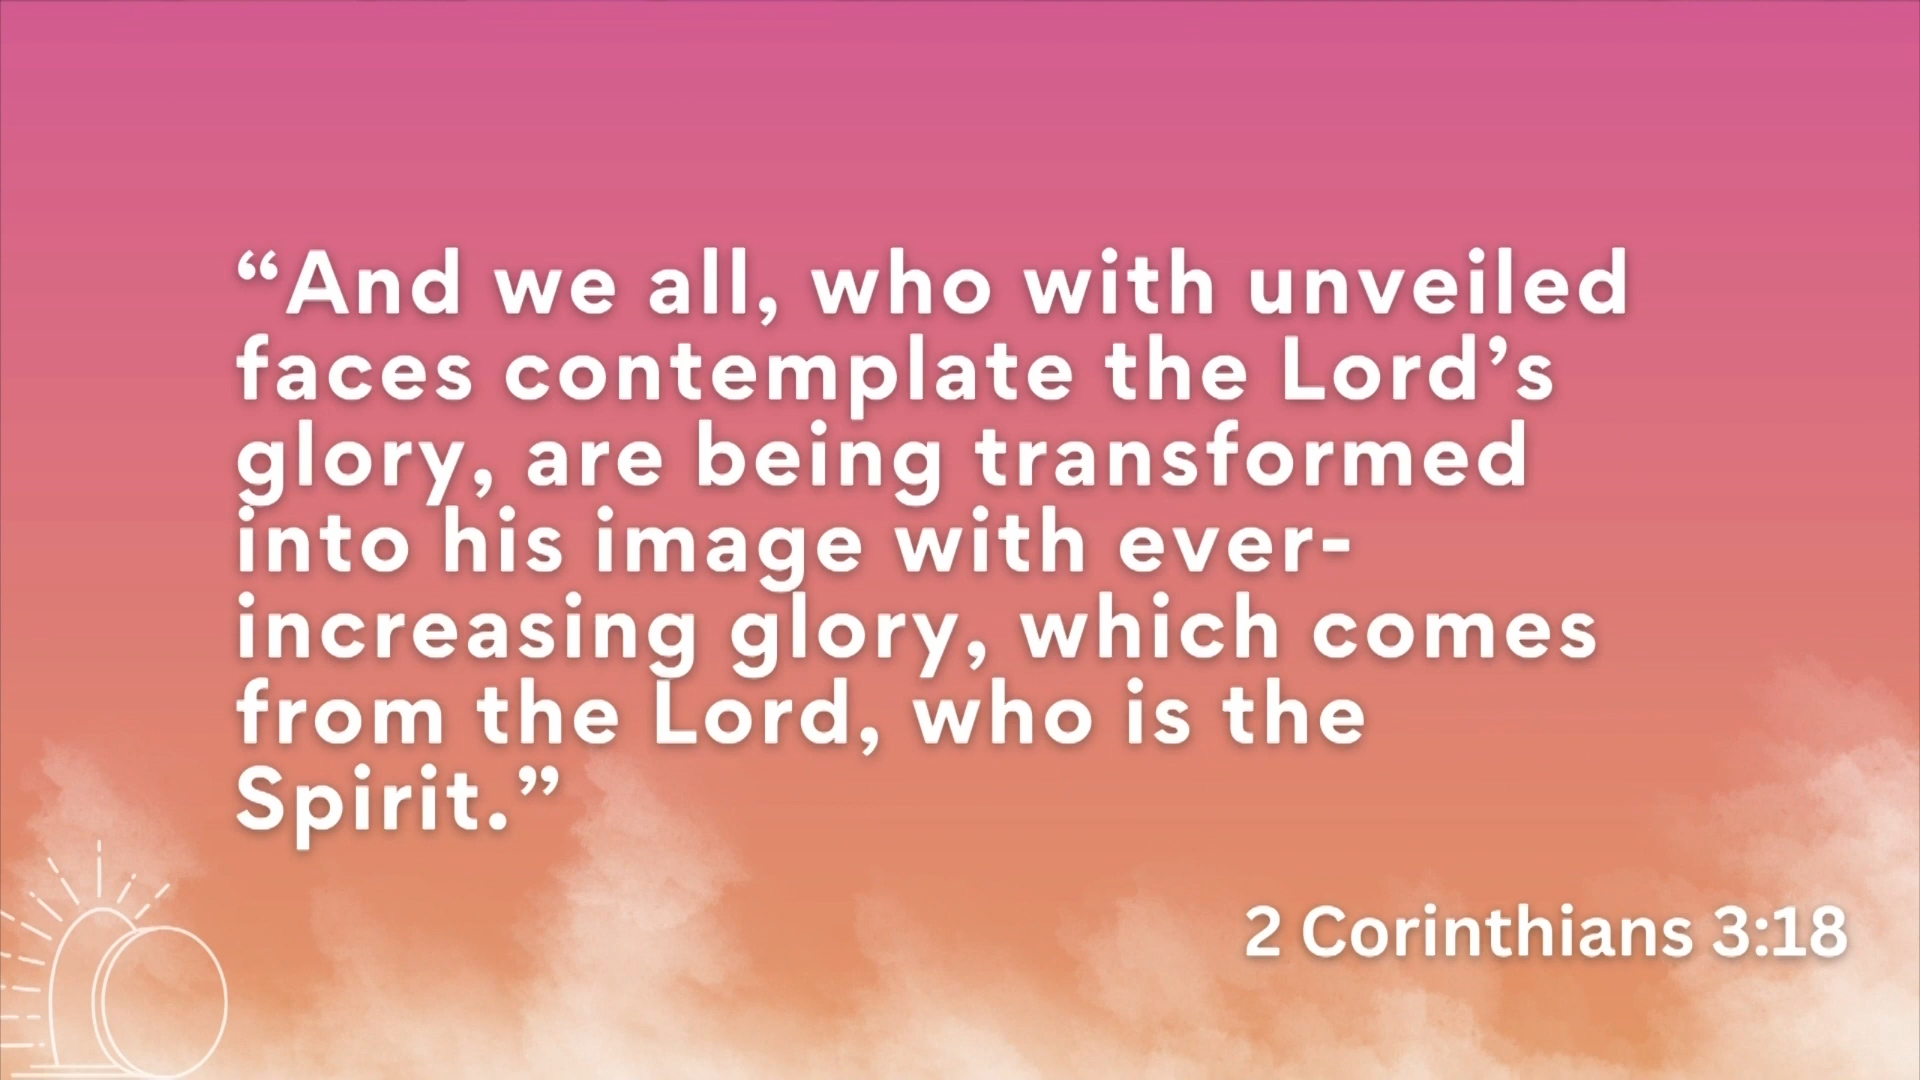 “And we all, who with unveiled
faces contemplate the Lord’s
glory, are being transformed
into his image with ever-
increasing glory, which comes
from the Lord, who is the
Spirit.”
2 Corinthians 3:18